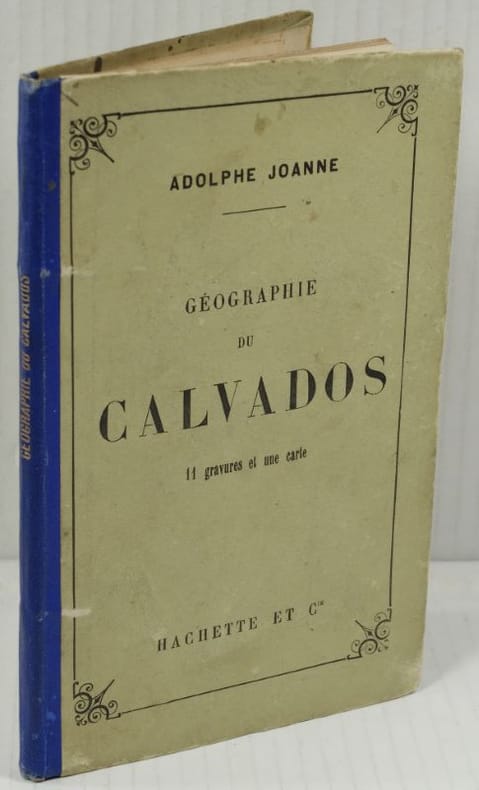 ADOLPHE JOANNE
GÉOGRAPHIE
DU
CALVADOS
11 gravures et une carte
HACHETTE ET Cie
GÉOGRAPHIE DU CALVADOS